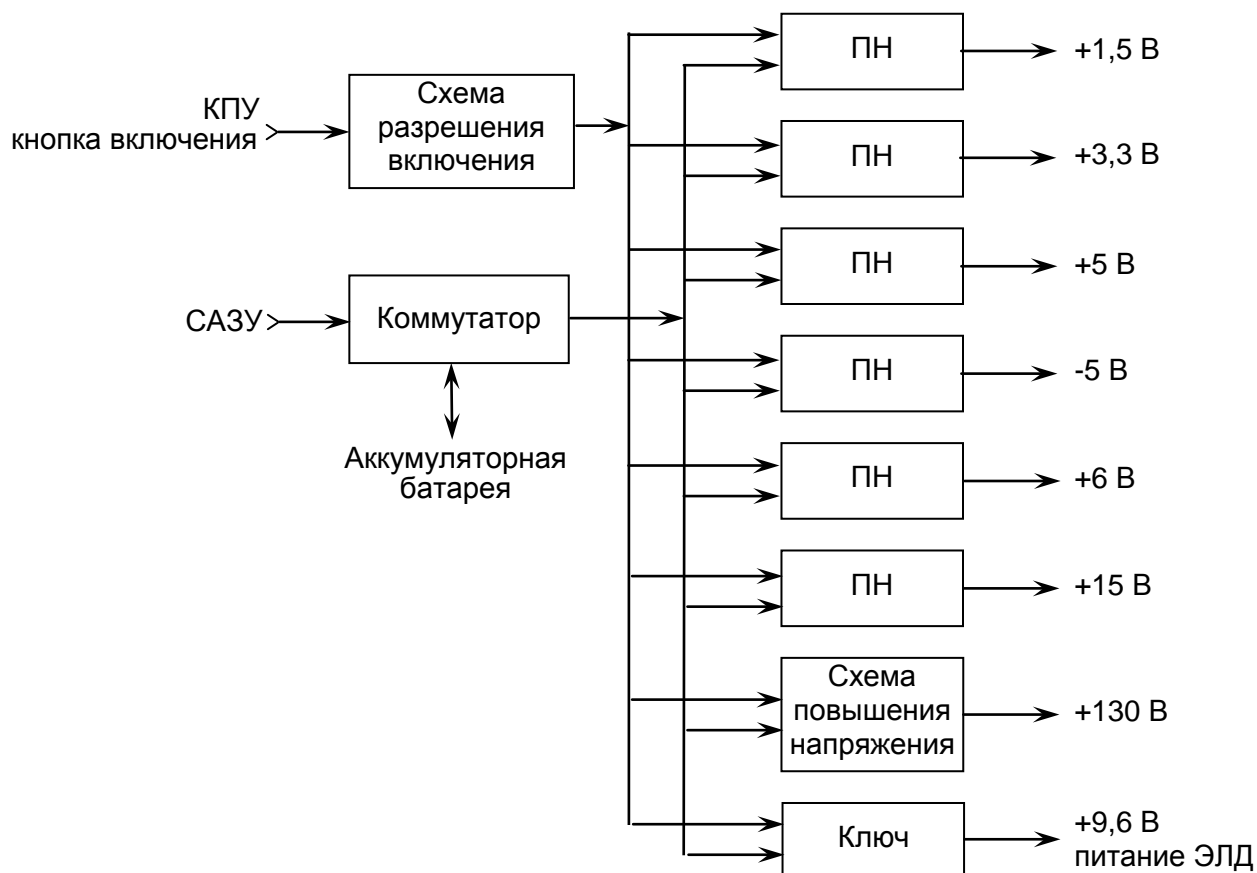 КПУ
кнопка включения
Схема
разрешения
включения
САЗУ
Коммутатор
Аккумуляторная
батарея
ПН
+1,5 В
ПН
+3,3 В
ПН
+5 В
ПН
-5 В
ПН
+6 В
ПН
+15 В
Схема
повышения
напряжения
+130 В
Ключ
+9,6 В
питание ЭЛД